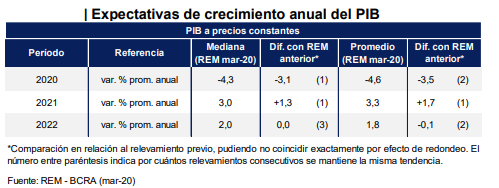 | Expectativas de crecimiento anual del PIB
PIB a precios constantes
Período Referencia Mediana (REM mar-20) Dif. con REM anterior* Promedio (REM mar-20) Dif. con REM anterior*
2020 var. % prom. anual -4,3 -3,1 (1) -4,6 -3,5 (2)
2021 var. % prom. anual 3,0 +1,3 (1) 3,3 +1,7 (1)
2022 var. % prom. anual 2,0 0,0 (3) 1,8 -0,1 (2)
*Comparación en relación al relevamiento previo, pudiendo no coincidir exactamente por efecto de redondeo. El
número entre paréntesis indica por cuántos relevamientos consecutivos se mantiene la misma tendencia.
Fuente: REM - BCRA (mar-20)